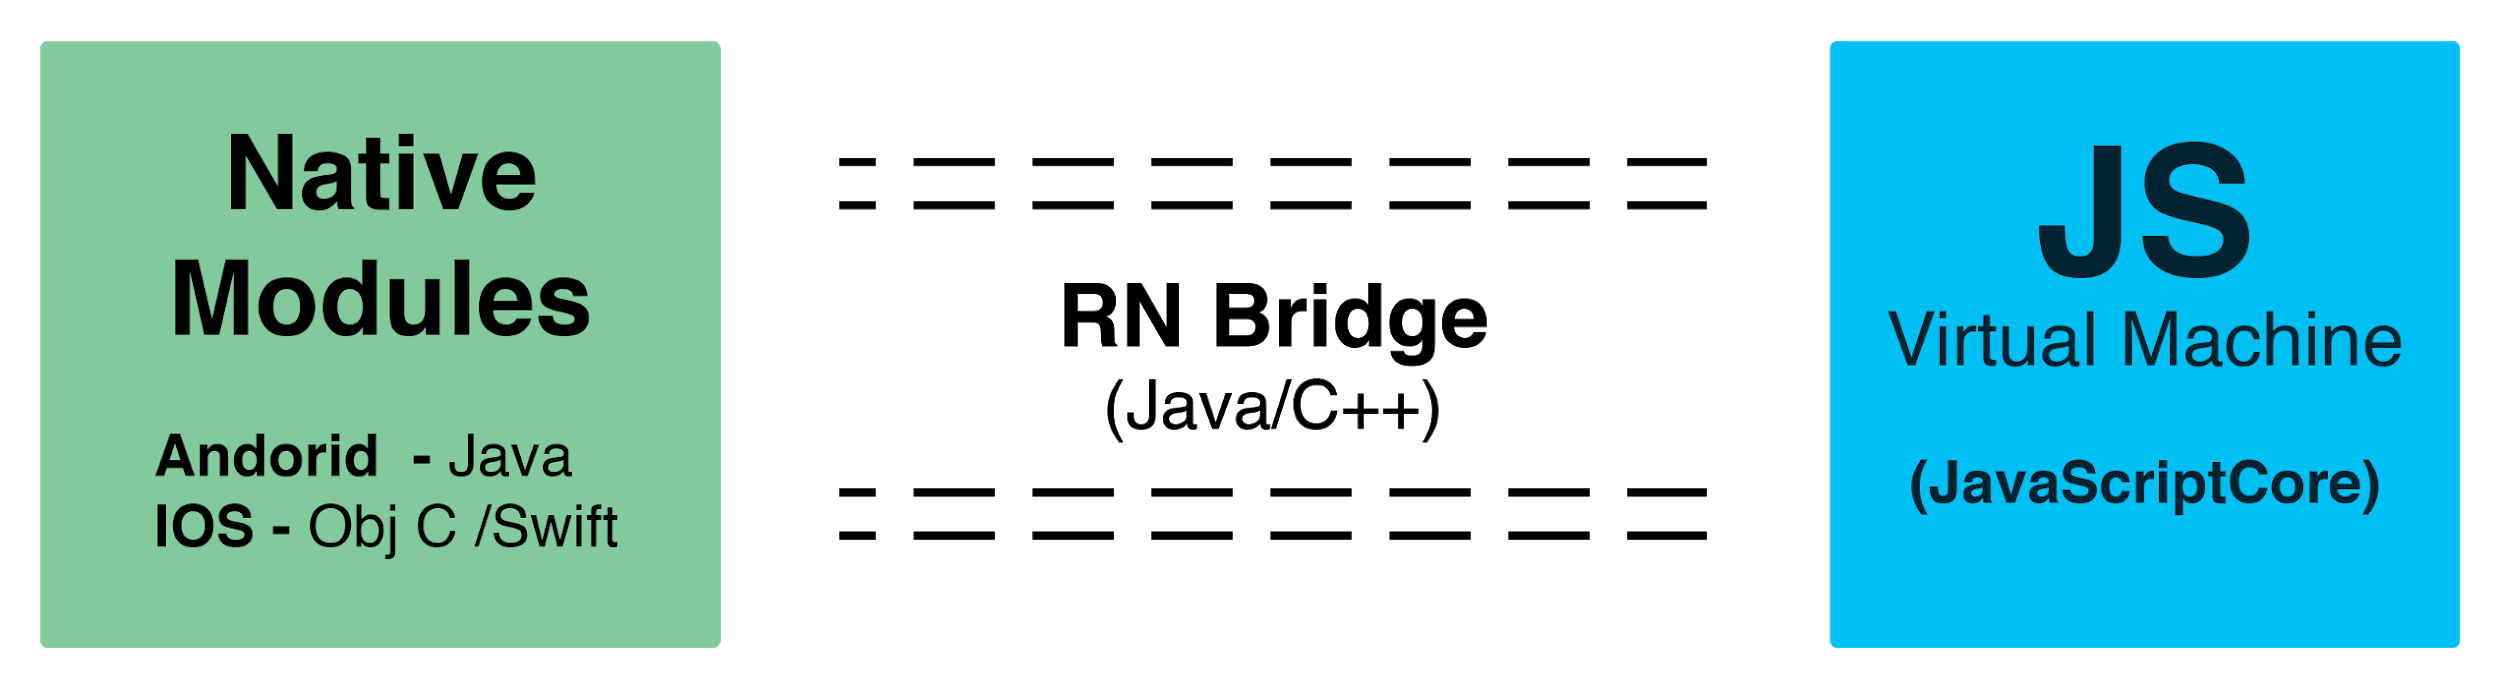 Native
Modules
Andorid - Java
IOS - Obj C /Swift
RN Bridge
(Java/C++)
JS
Virtual Machine
(JavaScriptCore)